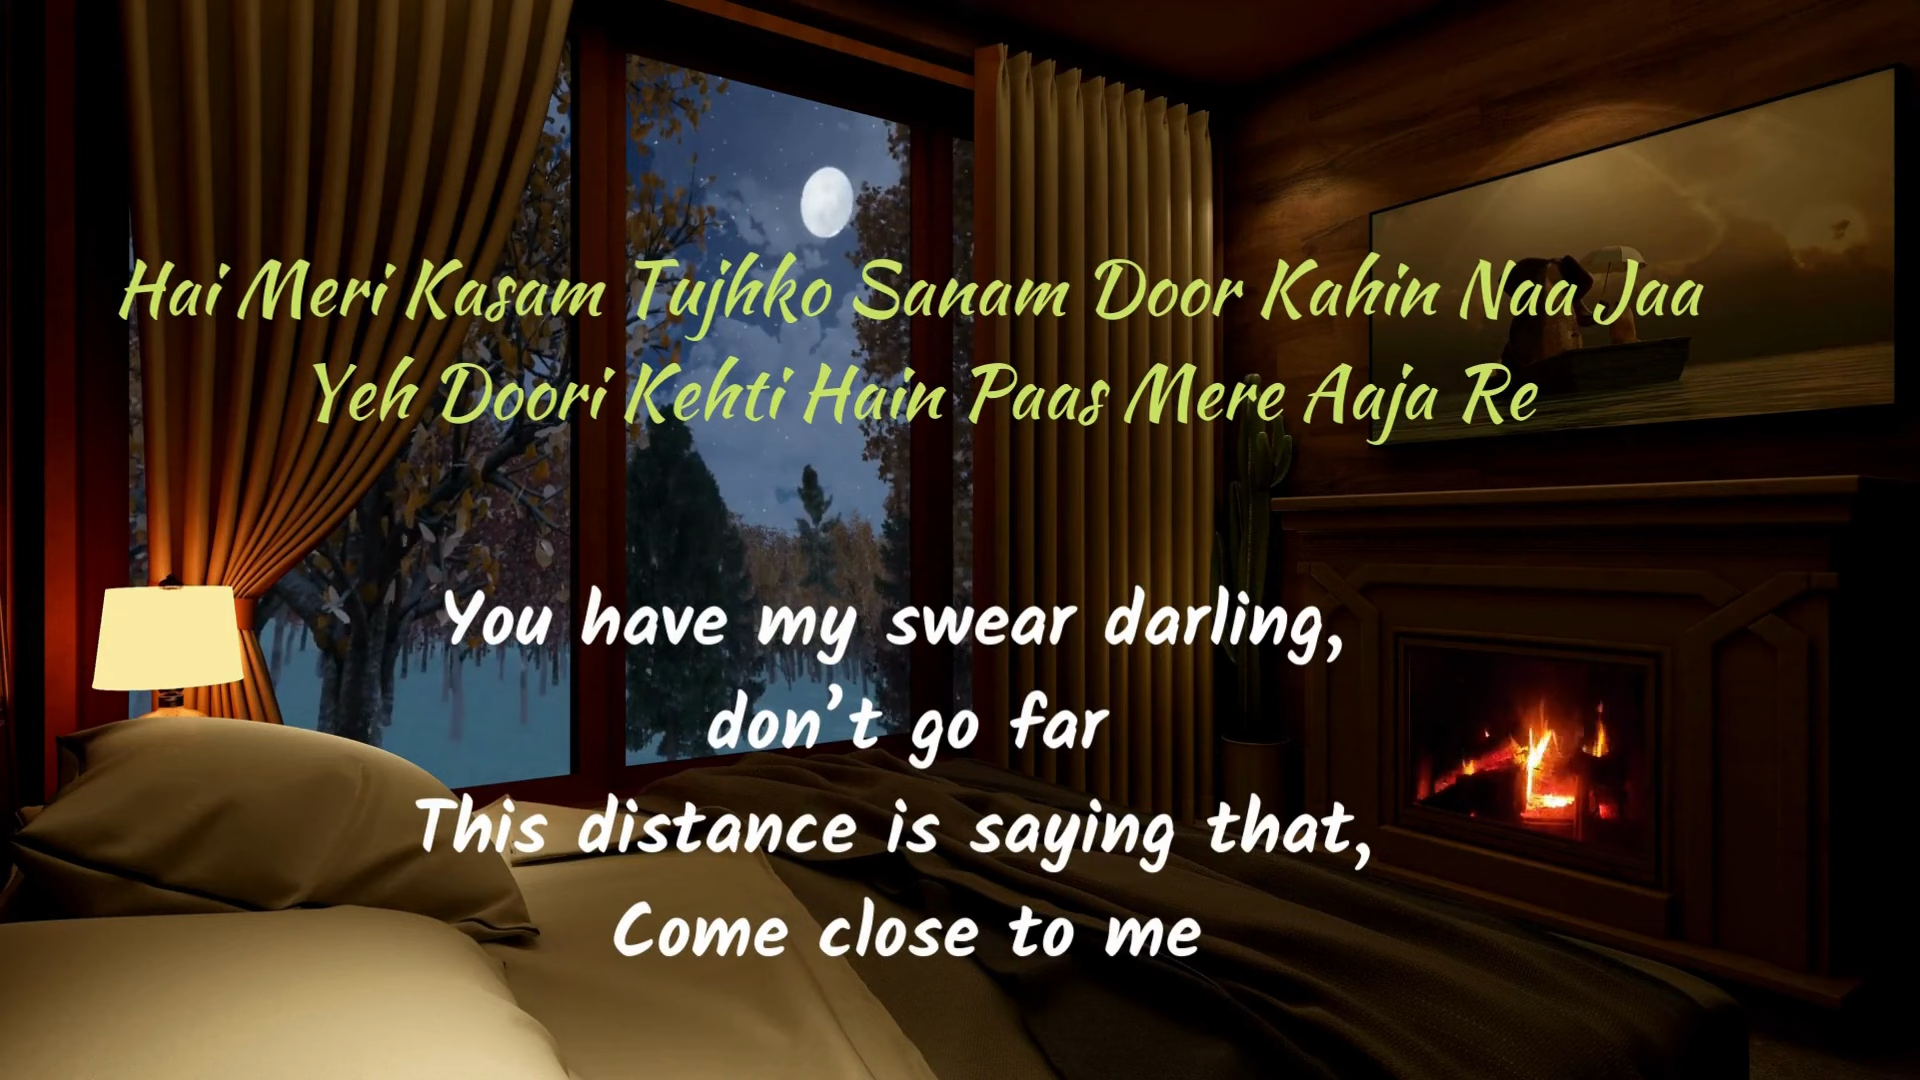 Hai Meri Kasam Tujhko Sanam Door Kahin Naa Jaa
Yeh Doori Kehti Hain Paas Mere Aaja Re
You have my swear darling,
don’t go far
This distance is saying that,
Come close to me